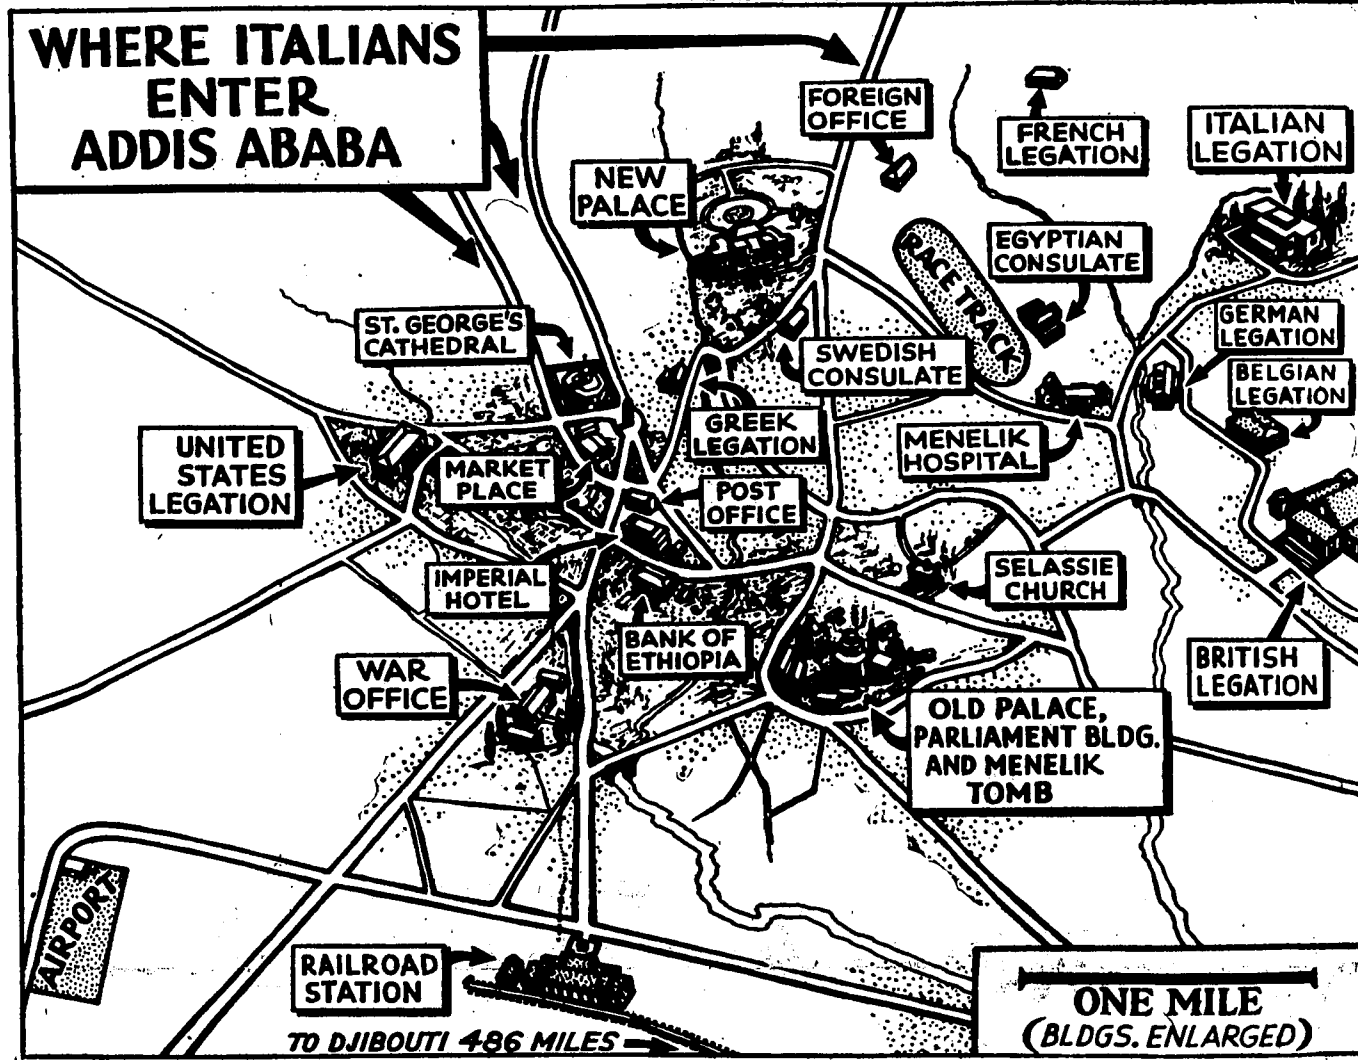 WHERE ITALIANS
ENTER
ADDIS ABABA
FOREIGN
OFFICE
FRENCH
LEGATION
ITALIAN
LEGATION
NEW
PALACE
RACE TRACK
EGYPTIAN
CONSULATE
ST. GEORGE'S
CATHEDRAL
SWEDISH
CONSULATE
GERMAN
LEGATION
BELGIAN
LEGATION
GREEK
LEGATION
MENELIK
HOSPITAL
UNITED
STATES
LEGATION
MARKET
PLACE
POST
OFFICE
IMPERIAL
HOTEL
SELASSIE
CHURCH
BANK OF
ETHIOPIA
WAR
OFFICE
BRITISH
LEGATION
OLD PALACE,
PARLIAMENT BLDG.
AND MENELIK
TOMB
AIRPORT
RAILROAD
STATION
TO DJIBOUTI 486 MILES
ONE MILE
(BLDGS. ENLARGED)